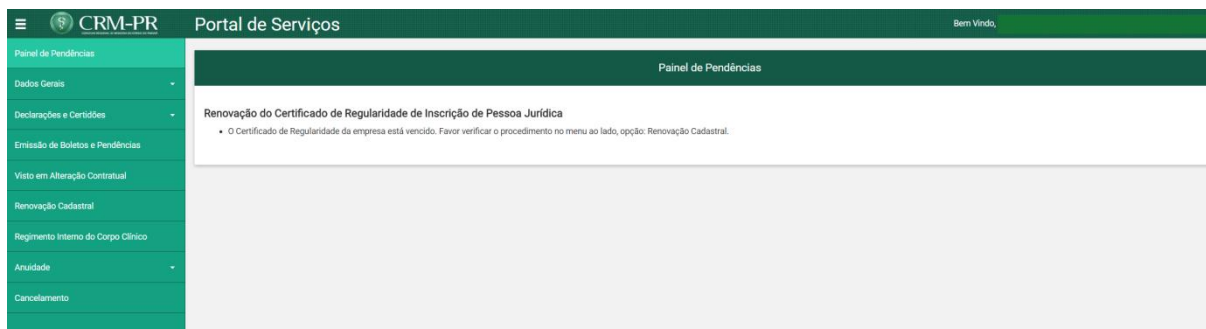 CRM-PR
Portal de Serviços
Bem Vindo,
Painel de Pendências
Dados Gerais
Declarações e Certidões
Emissão de Boletos e Pendências
Visto em Alteração Contratual
Renovação Cadastral
Regimento Interno do Corpo Clínico
Anuidade
Cancelamento
Painel de Pendências
Renovação do Certificado de Regularidade de Inscrição de Pessoa Jurídica
• O Certificado de Regularidade da empresa está vencido. Favor verificar o procedimento no menu ao lado, opção: Renovação Cadastral.